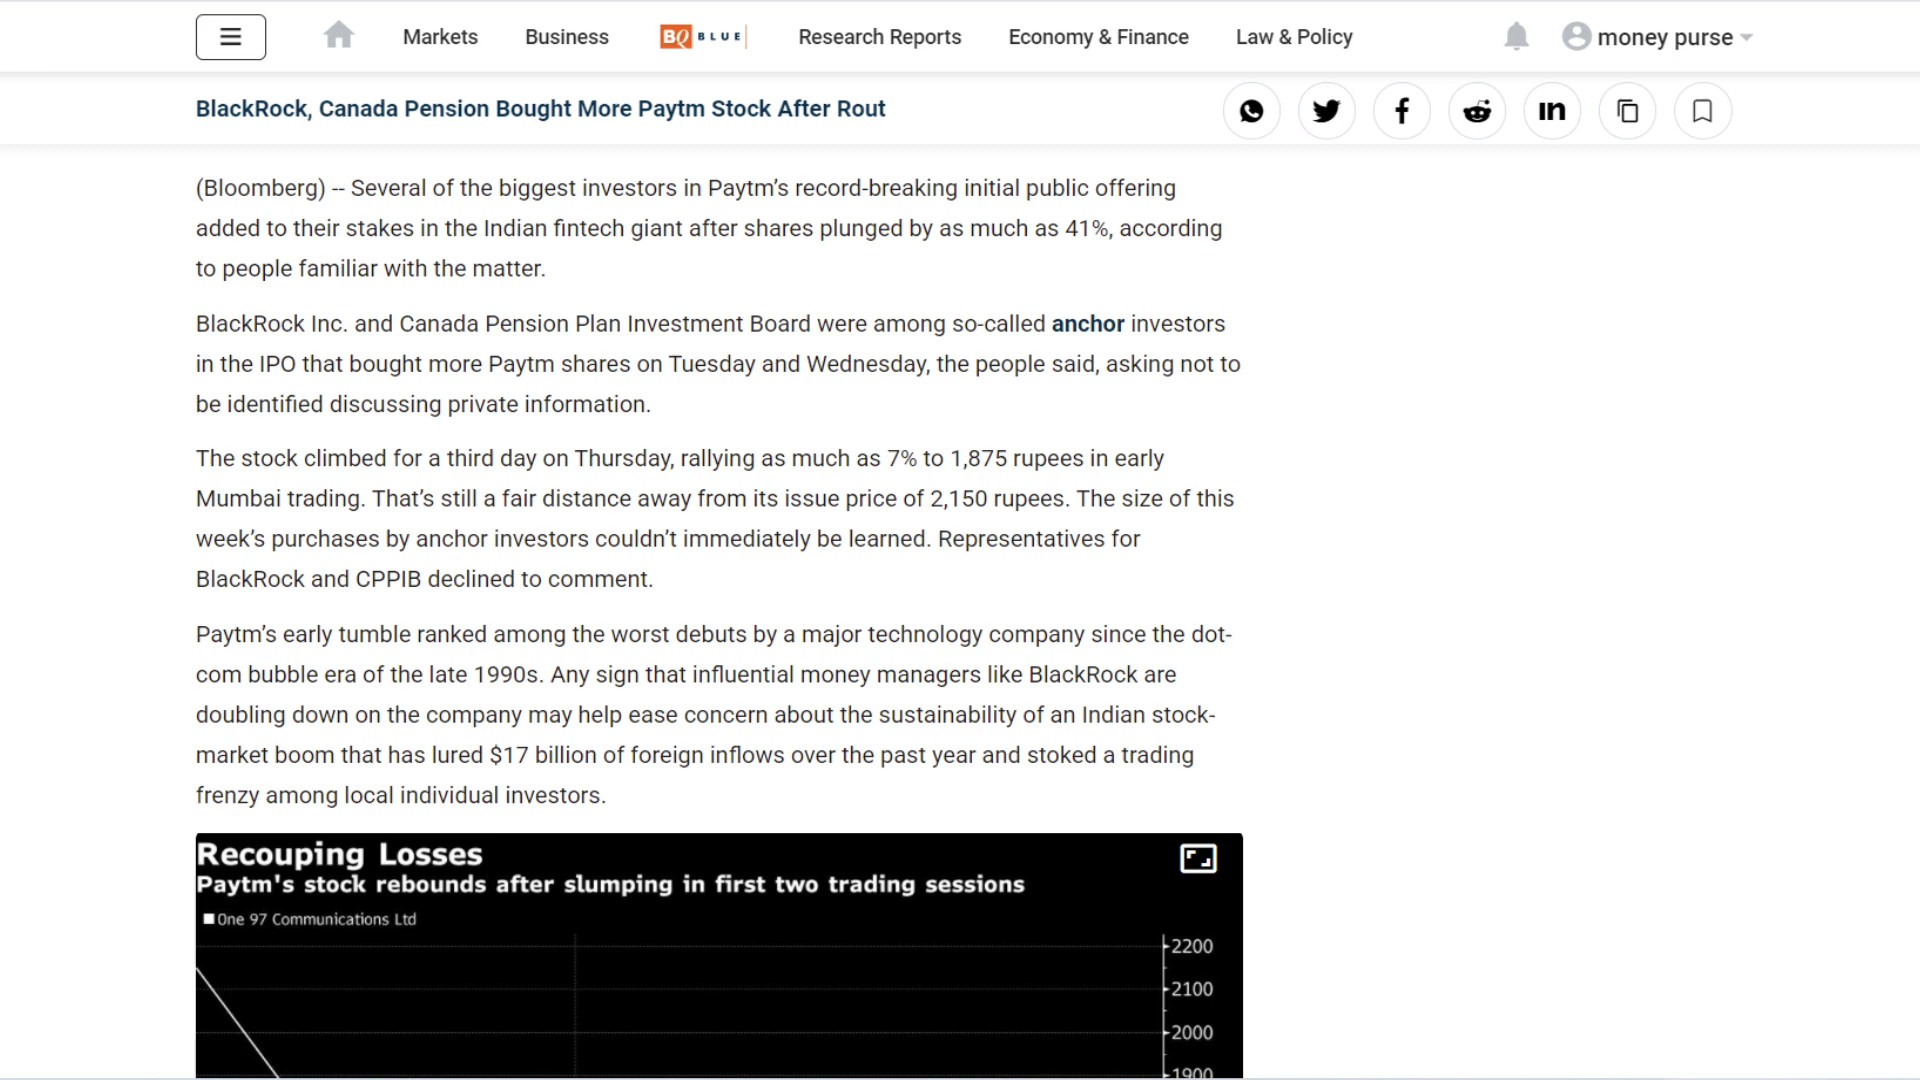 Markets Business BQ BLUE Research Reports Economy & Finance Law & Policy money purse
BlackRock, Canada Pension Bought More Paytm Stock After Rout
(Bloomberg) -- Several of the biggest investors in Paytm’s record-breaking initial public offering
added to their stakes in the Indian fintech giant after shares plunged by as much as 41%, according
to people familiar with the matter.
BlackRock Inc. and Canada Pension Plan Investment Board were among so-called anchor investors
in the IPO that bought more Paytm shares on Tuesday and Wednesday, the people said, asking not to
be identified discussing private information.
The stock climbed for a third day on Thursday, rallying as much as 7% to 1,875 rupees in early
Mumbai trading. That’s still a fair distance away from its issue price of 2,150 rupees. The size of this
week’s purchases by anchor investors couldn’t immediately be learned. Representatives for
BlackRock and CPPIB declined to comment.
Paytm’s early tumble ranked among the worst debuts by a major technology company since the dot-
com bubble era of the late 1990s. Any sign that influential money managers like BlackRock are
doubling down on the company may help ease concern about the sustainability of an Indian stock-
market boom that has lured $17 billion of foreign inflows over the past year and stoked a trading
frenzy among local individual investors.
Recouping Losses
Paytm's stock rebounds after slumping in first two trading sessions
One 97 Communications Ltd
2200
2100
2000
1900